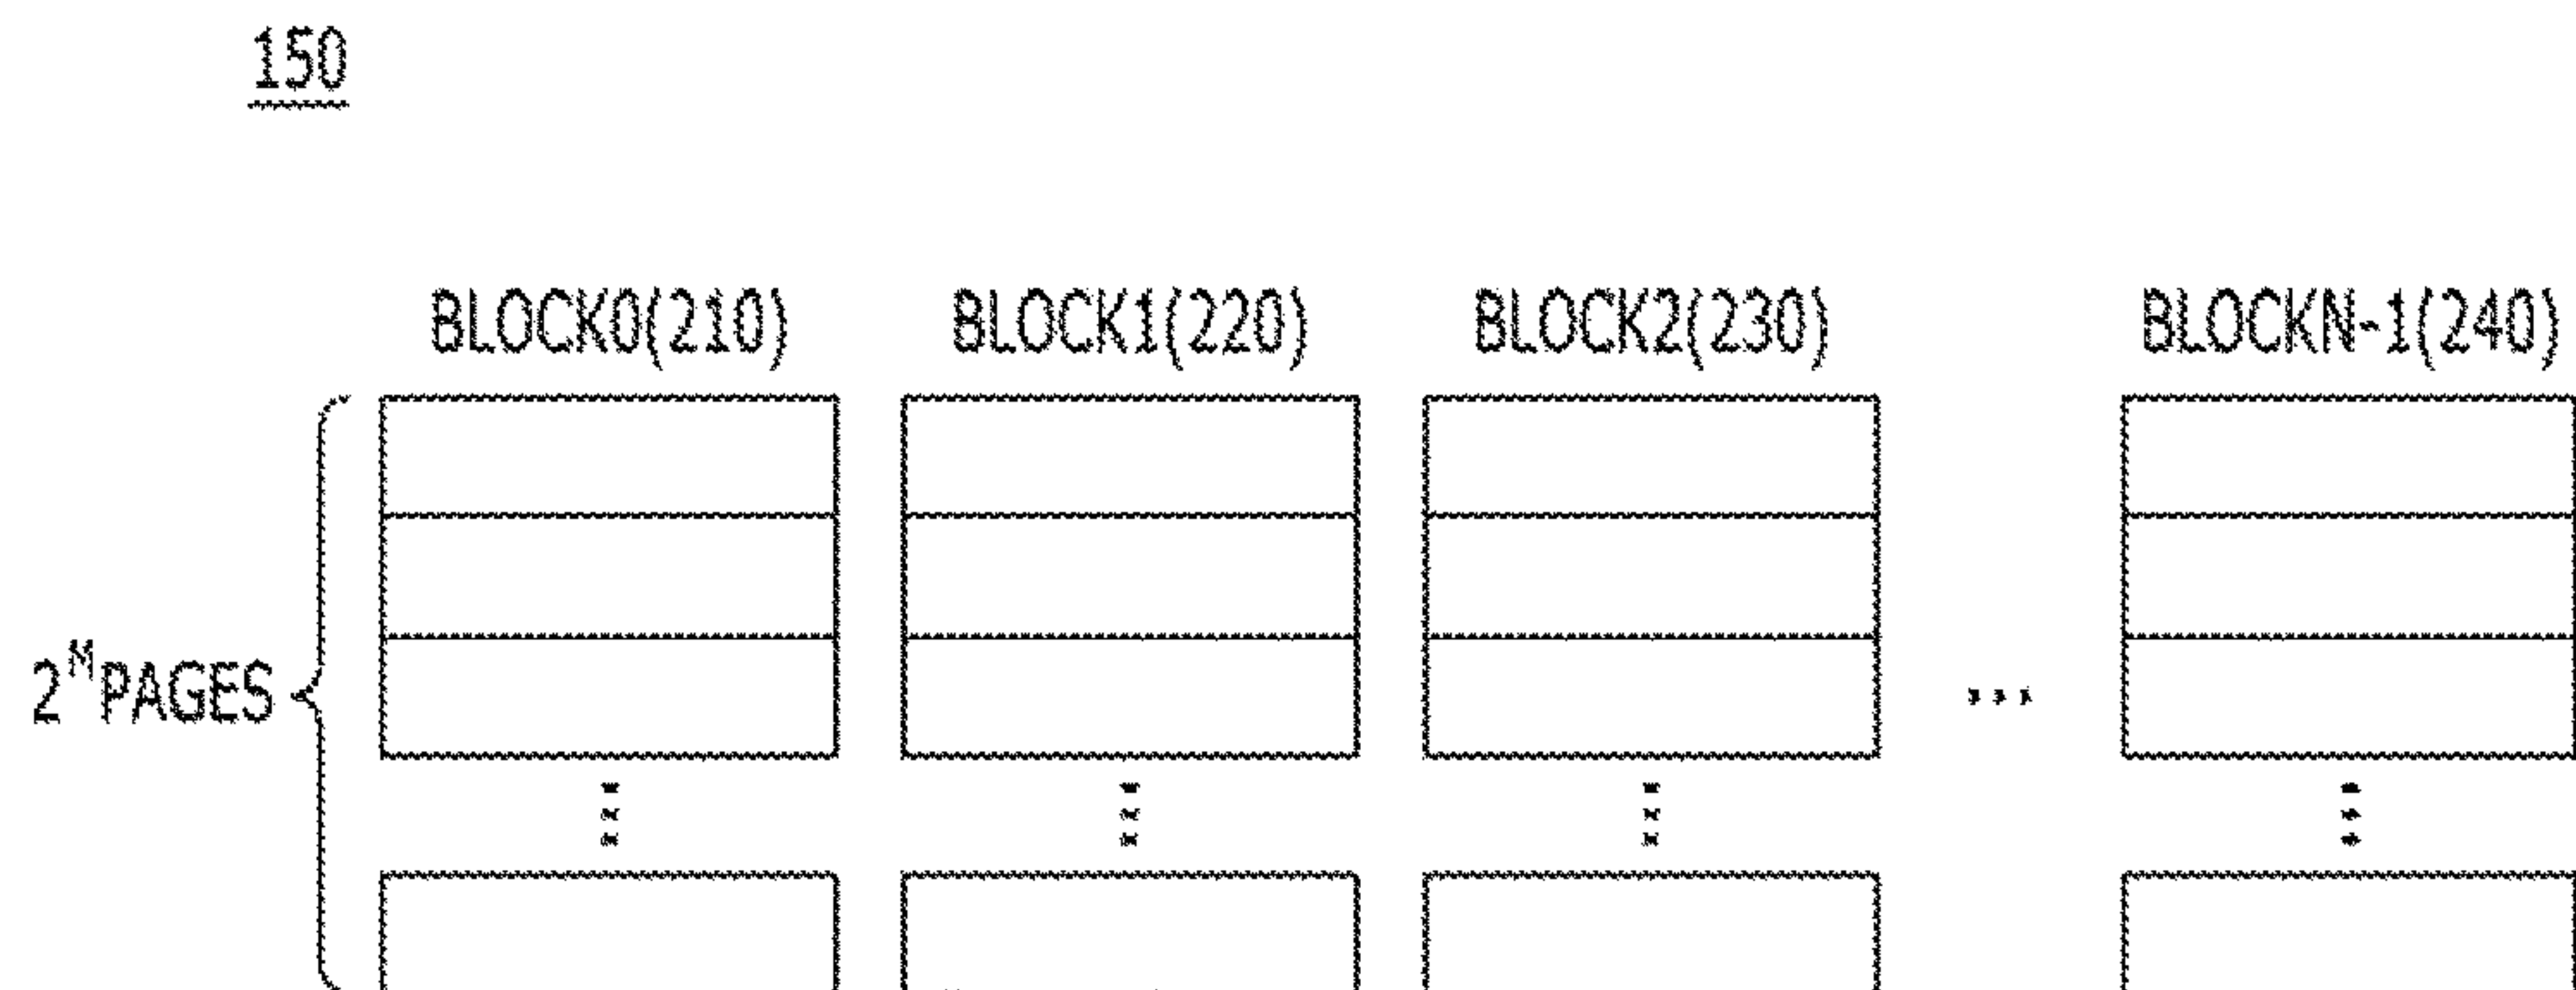 150
BLOCK0(210) BLOCK1(220) BLOCK2(230) BLOCKN-1(240)
2^M PAGES
...